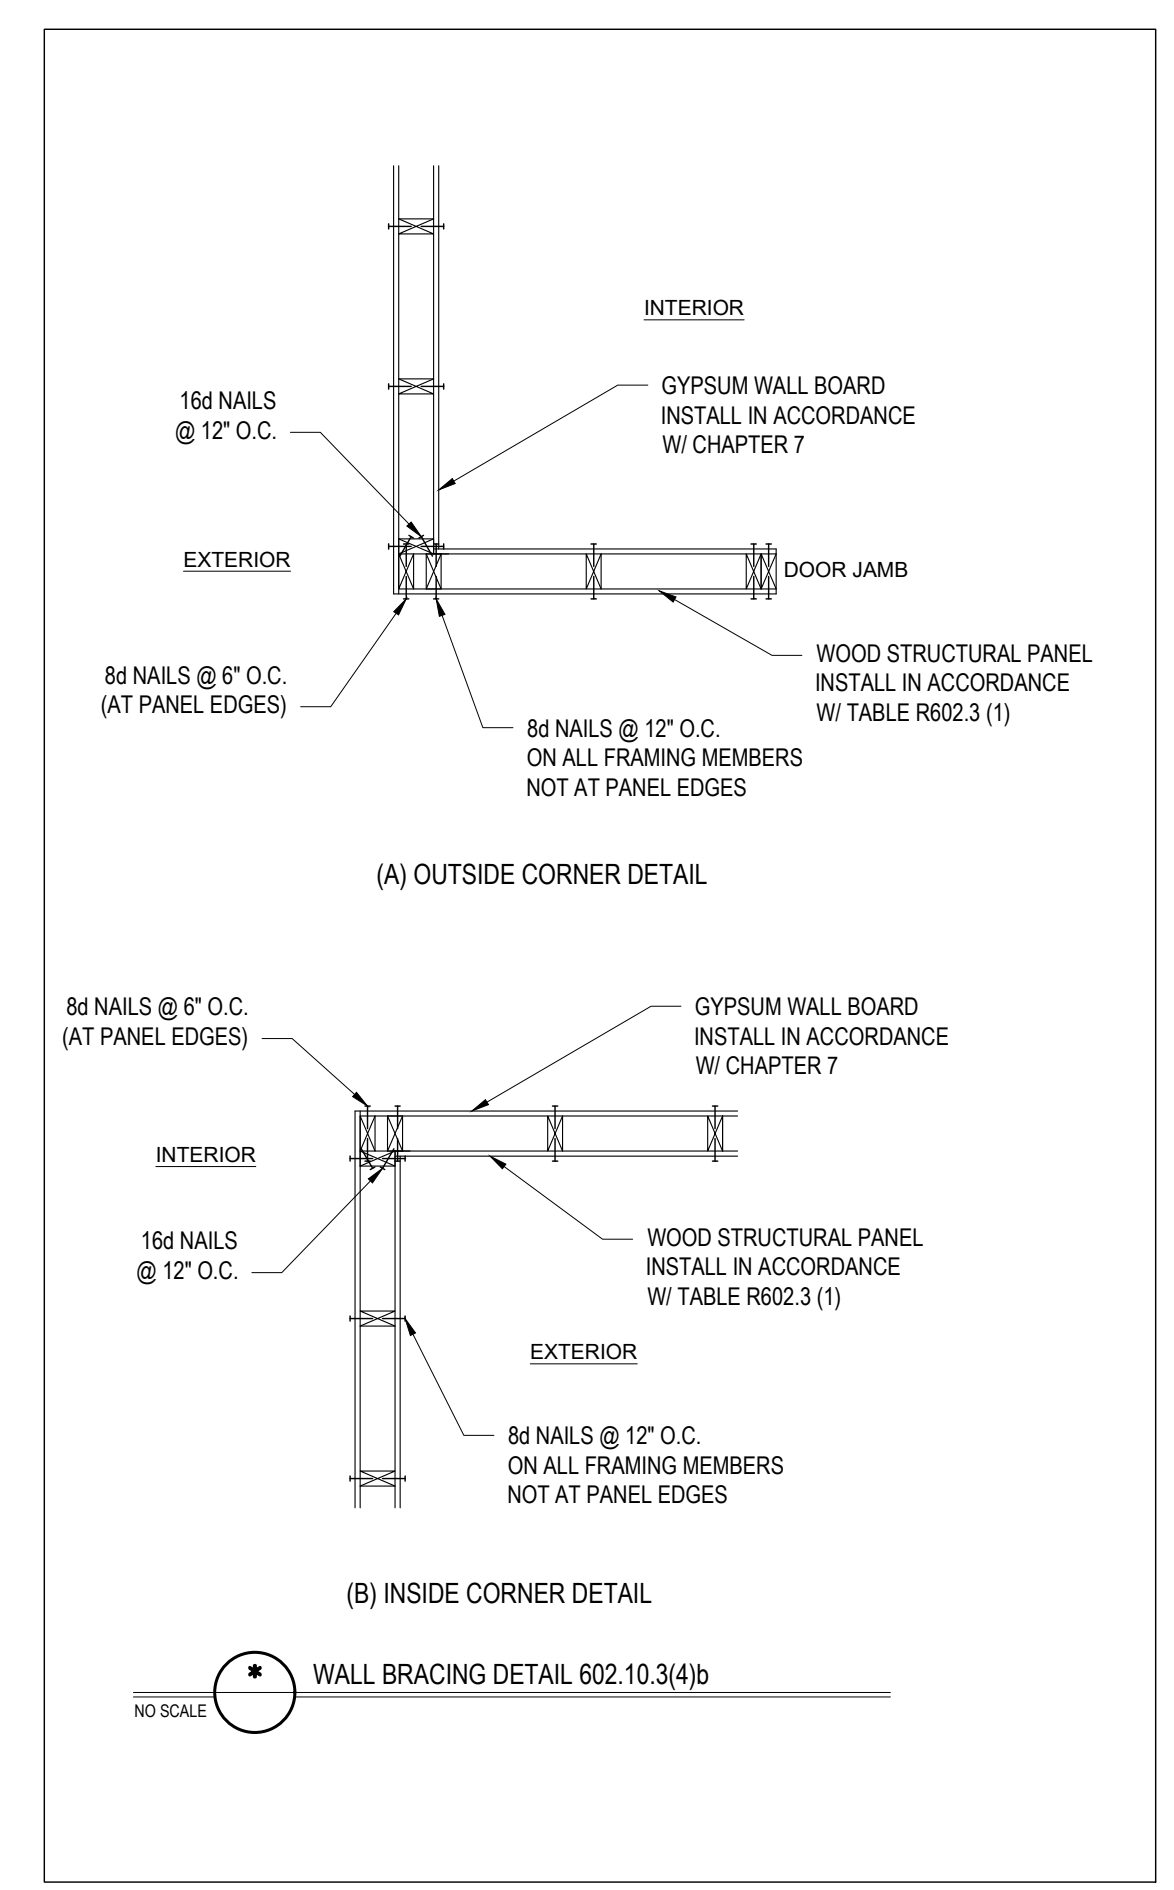 INTERIOR
16d NAILS
@ 12" O.C.
GYPSUM WALL BOARD
INSTALL IN ACCORDANCE
W/ CHAPTER 7
EXTERIOR
DOOR JAMB
8d NAILS @ 6" O.C.
(AT PANEL EDGES)
WOOD STRUCTURAL PANEL
INSTALL IN ACCORDANCE
W/ TABLE R602.3 (1)
8d NAILS @ 12" O.C.
ON ALL FRAMING MEMBERS
NOT AT PANEL EDGES
(A) OUTSIDE CORNER DETAIL
8d NAILS @ 6" O.C.
(AT PANEL EDGES)
GYPSUM WALL BOARD
INSTALL IN ACCORDANCE
W/ CHAPTER 7
INTERIOR
16d NAILS
@ 12" O.C.
WOOD STRUCTURAL PANEL
INSTALL IN ACCORDANCE
W/ TABLE R602.3 (1)
EXTERIOR
8d NAILS @ 12" O.C.
ON ALL FRAMING MEMBERS
NOT AT PANEL EDGES
(B) INSIDE CORNER DETAIL
*
WALL BRACING DETAIL 602.10.3(4)b
NO SCALE